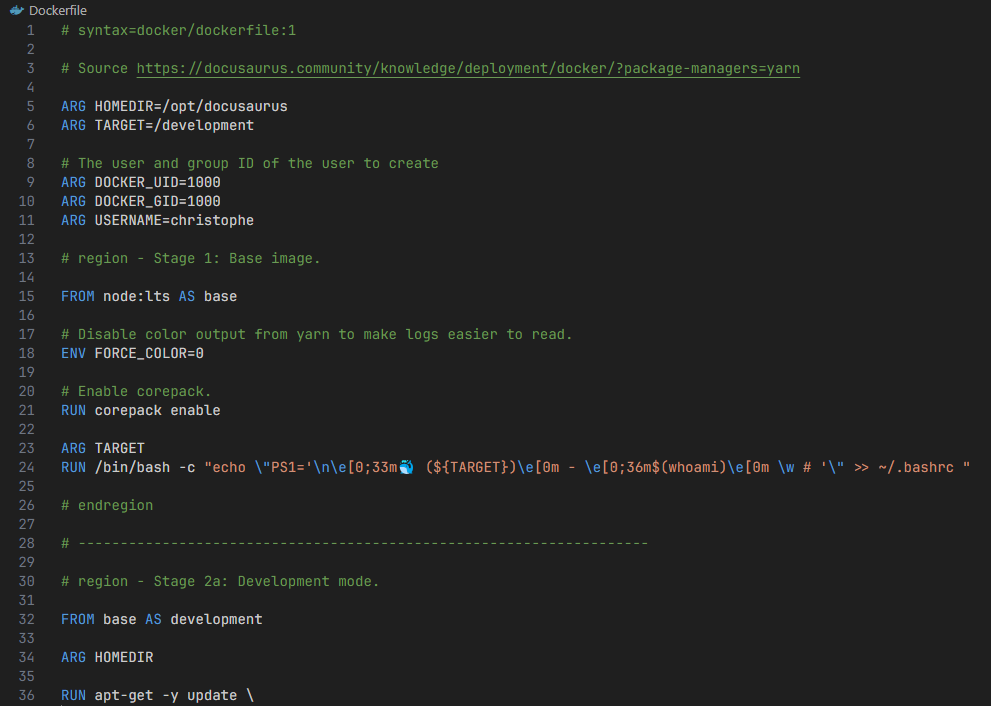 Dockerfile
1 # syntax=docker/dockerfile:1
2
3 # Source https://docusaurus.community/knowledge/deployment/docker/?package-managers=yarn
4
5 ARG HOMEDIR=/opt/docusaurus
6 ARG TARGET=/development
7
8 # The user and group ID of the user to create
9 ARG DOCKER_UID=1000
10 ARG DOCKER_GID=1000
11 ARG USERNAME=christophe
12
13 # region - Stage 1: Base image.
14
15 FROM node:lts AS base
16
17 # Disable color output from yarn to make logs easier to read.
18 ENV FORCE_COLOR=0
19
20 # Enable corepack.
21 RUN corepack enable
22
23 ARG TARGET
24 RUN /bin/bash -c "echo \"PS1='\n\e[0;33m🐳 (${TARGET})\e[0m - \e[0;36m$(whoami)\e[0m \w # '\" >> ~/.bashrc "
25
26 # endregion
27
28 # --------------------------------------------------------------------
29
30 # region - Stage 2a: Development mode.
31
32 FROM base AS development
33
34 ARG HOMEDIR
35
36 RUN apt-get -y update \